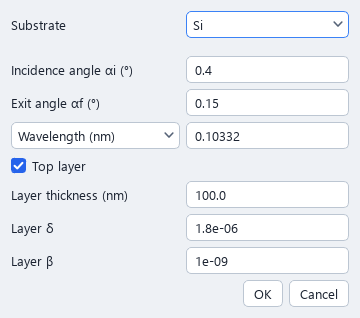 Substrate Si
Incidence angle αi (°) 0.4
Exit angle αf (°) 0.15
Wavelength (nm) 0.10332
Top layer
Layer thickness (nm) 100.0
Layer δ 1.8e-06
Layer β 1e-09
OK Cancel